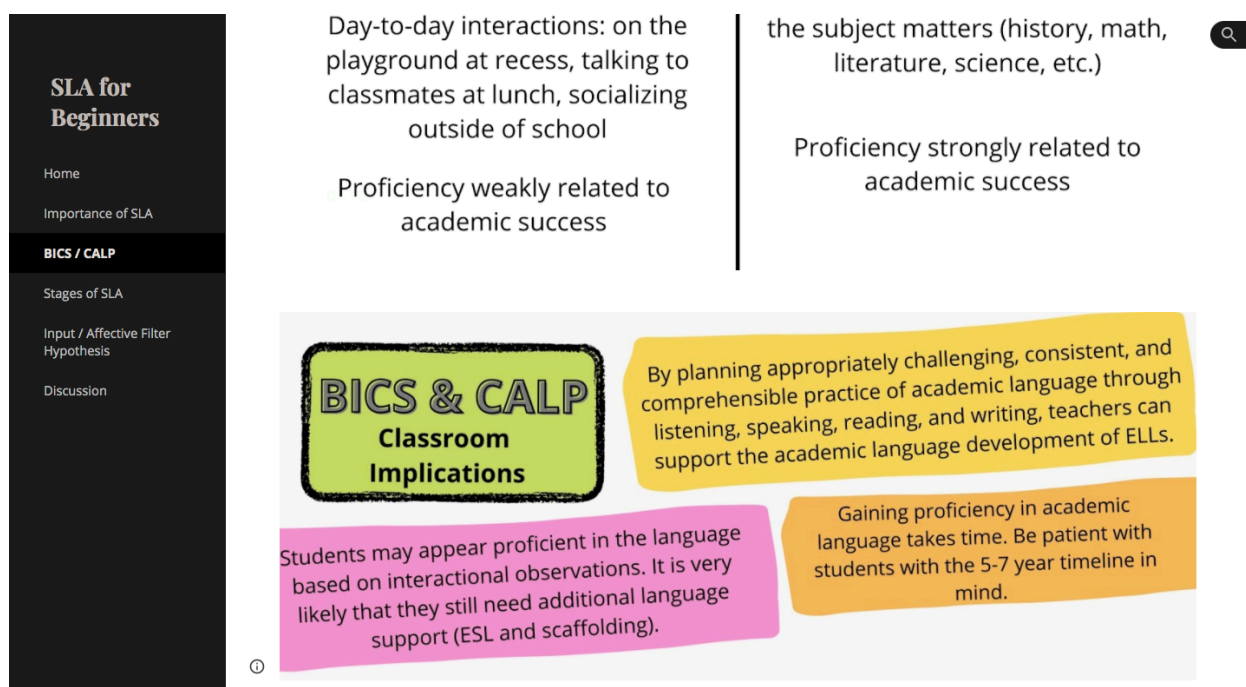 SLA for
Beginners
Home
Importance of SLA
BICS / CALP
Stages of SLA
Input / Affective Filter
Hypothesis
Discussion
Day-to-day interactions: on the
playground at recess, talking to
classmates at lunch, socializing
outside of school
Proficiency weakly related to
academic success
the subject matters (history, math,
literature, science, etc.)
Proficiency strongly related to
academic success
BICS & CALP
Classroom
Implications
By planning appropriately challenging, consistent, and
comprehensible practice of academic language through
listening, speaking, reading, and writing, teachers can
support the academic language development of ELLs.
Students may appear proficient in the language
based on interactional observations. It is very
likely that they still need additional language
support (ESL and scaffolding).
Gaining proficiency in academic
language takes time. Be patient with
students with the 5-7 year timeline in
mind.